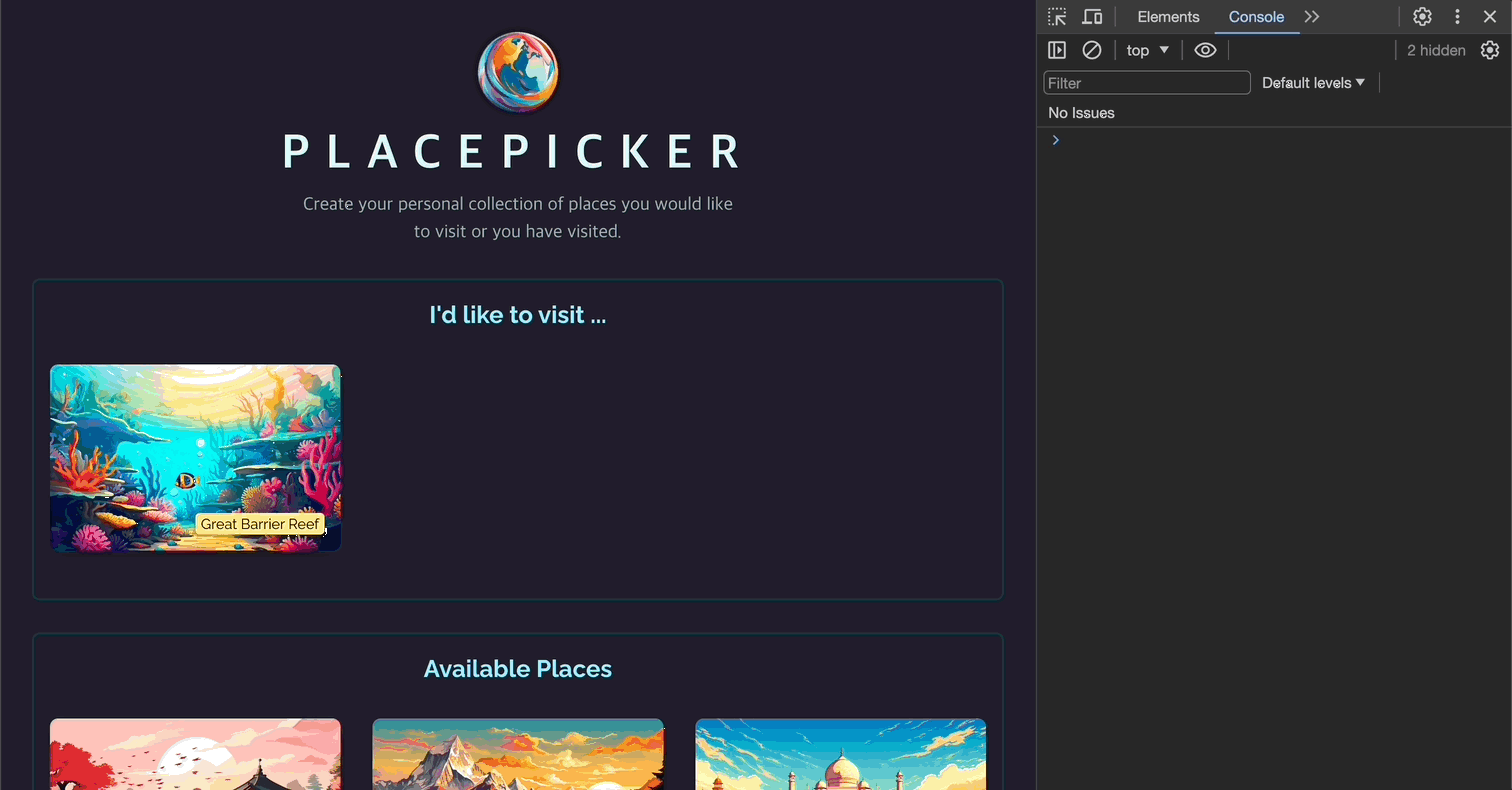 PLACEPICKER
Create your personal collection of places you would like
to visit or you have visited.
I'd like to visit ...
Great Barrier Reef
Available Places
Elements Console
top 2 hidden
Filter Default levels
No Issues